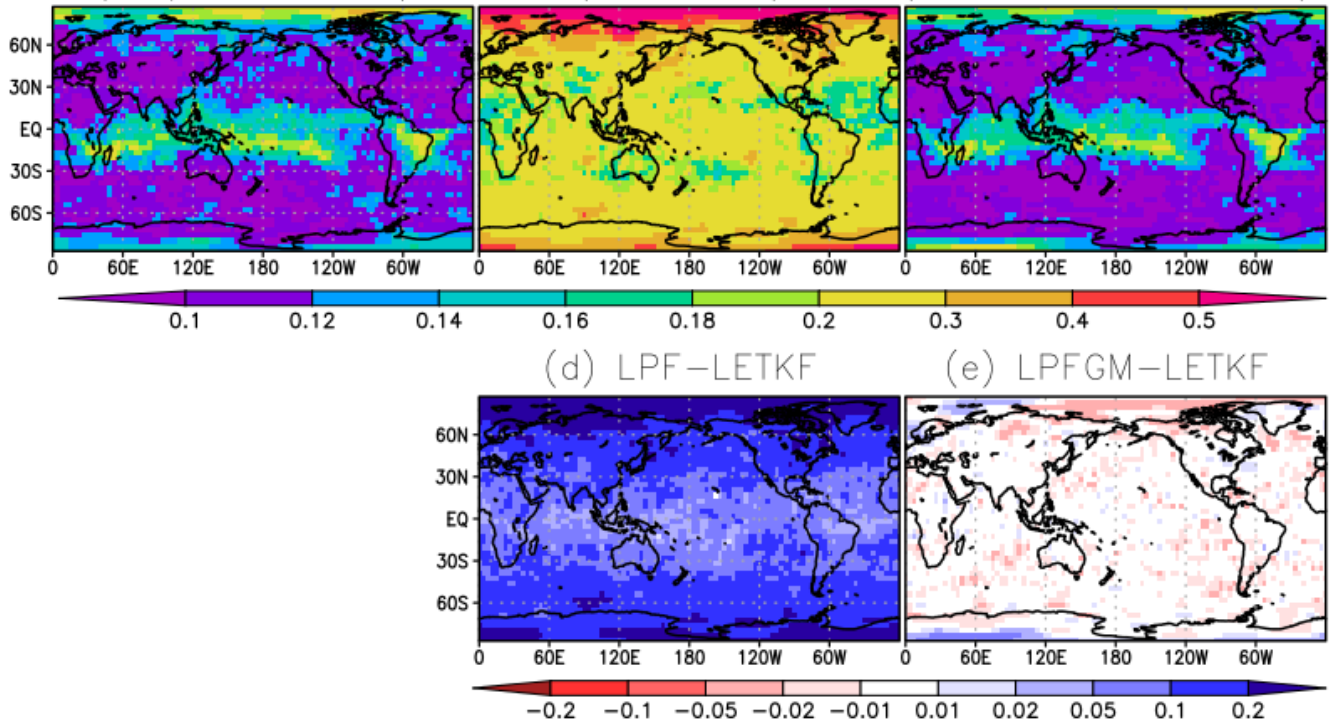 60N
30N
EQ
30S
60S
0 60E 120E 180 120W 60W 0 60E 120E 180 120W 60W 0 60E 120E 180 120W 60W
0.1 0.12 0.14 0.16 0.18 0.2 0.3 0.4 0.5
(d) LPF-LETKF (e) LPFGM-LETKF
60N
30N
EQ
30S
60S
0 60E 120E 180 120W 60W 0 60E 120E 180 120W 60W
-0.2 -0.1 -0.05 -0.02 -0.01 0.01 0.02 0.05 0.1 0.2